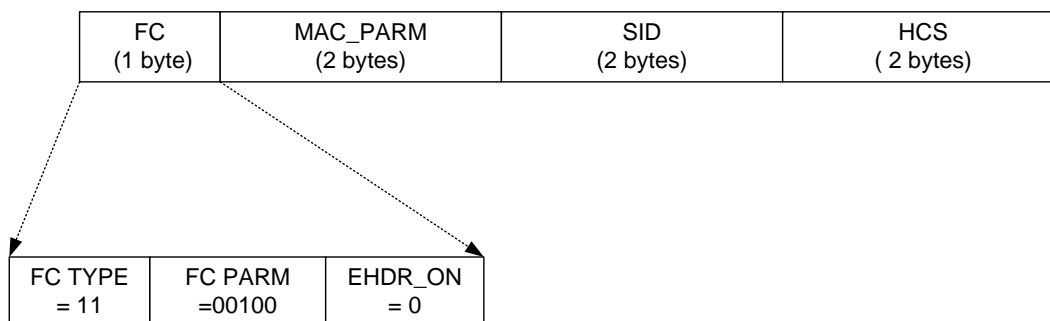 FC
(1 byte)
MAC_PARM
(2 bytes)
SID
(2 bytes)
HCS
( 2 bytes)
FC TYPE
= 11
FC PARM
=00100
EHDR_ON
= 0